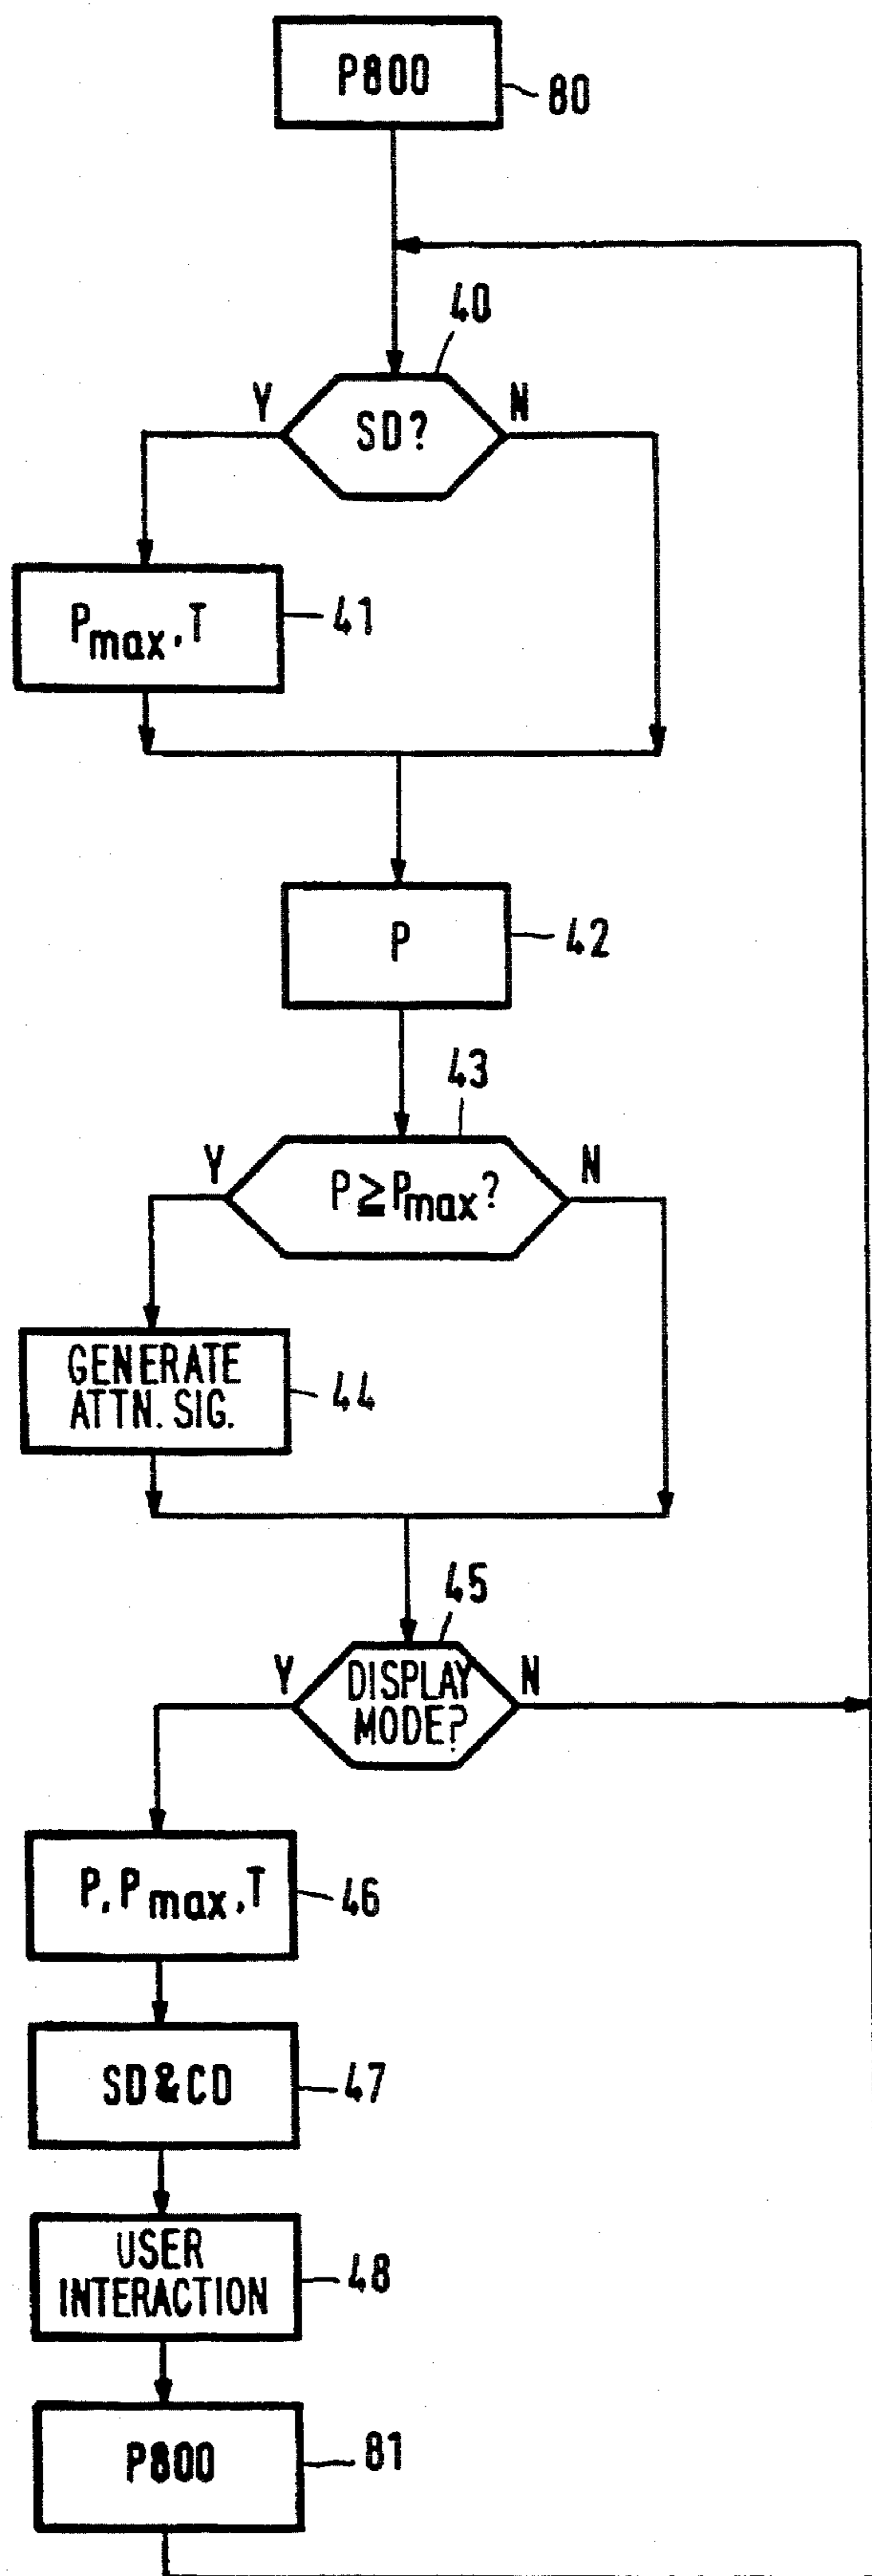 P800
80
40
Y
SD?
N
Pmax, T
41
P
42
43
Y
P≧Pmax?
N
GENERATE
ATTN. SIG.
44
45
Y
DISPLAY
MODE?
N
P, Pmax, T
46
SD&CD
47
USER
INTERACTION
48
P800
81